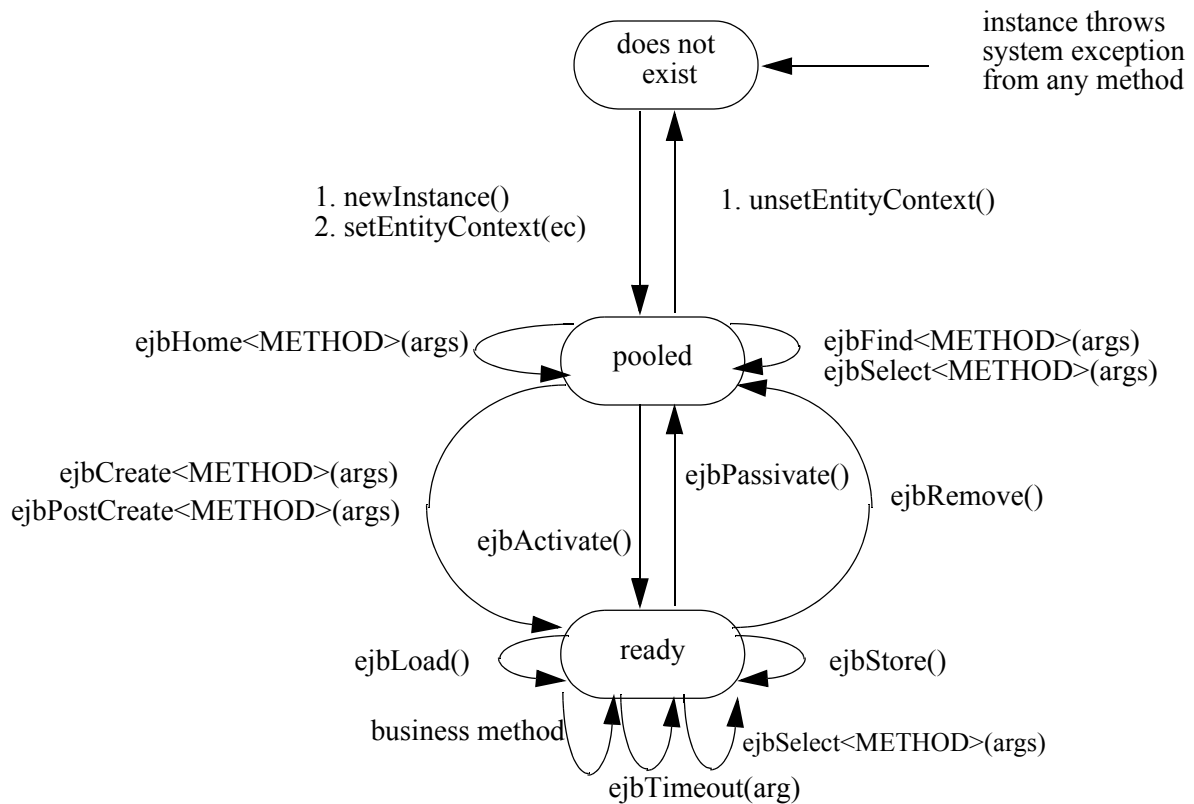 does not
exist
instance throws
system exception
from any method
1. newInstance()
2. setEntityContext(ec)
1. unsetEntityContext()
ejbHome<METHOD>(args)
pooled
ejbFind<METHOD>(args)
ejbSelect<METHOD>(args)
ejbCreate<METHOD>(args)
ejbPostCreate<METHOD>(args)
ejbPassivate()
ejbRemove()
ejbActivate()
ready
ejbLoad()
ejbStore()
business method
ejbSelect<METHOD>(args)
ejbTimeout(arg)